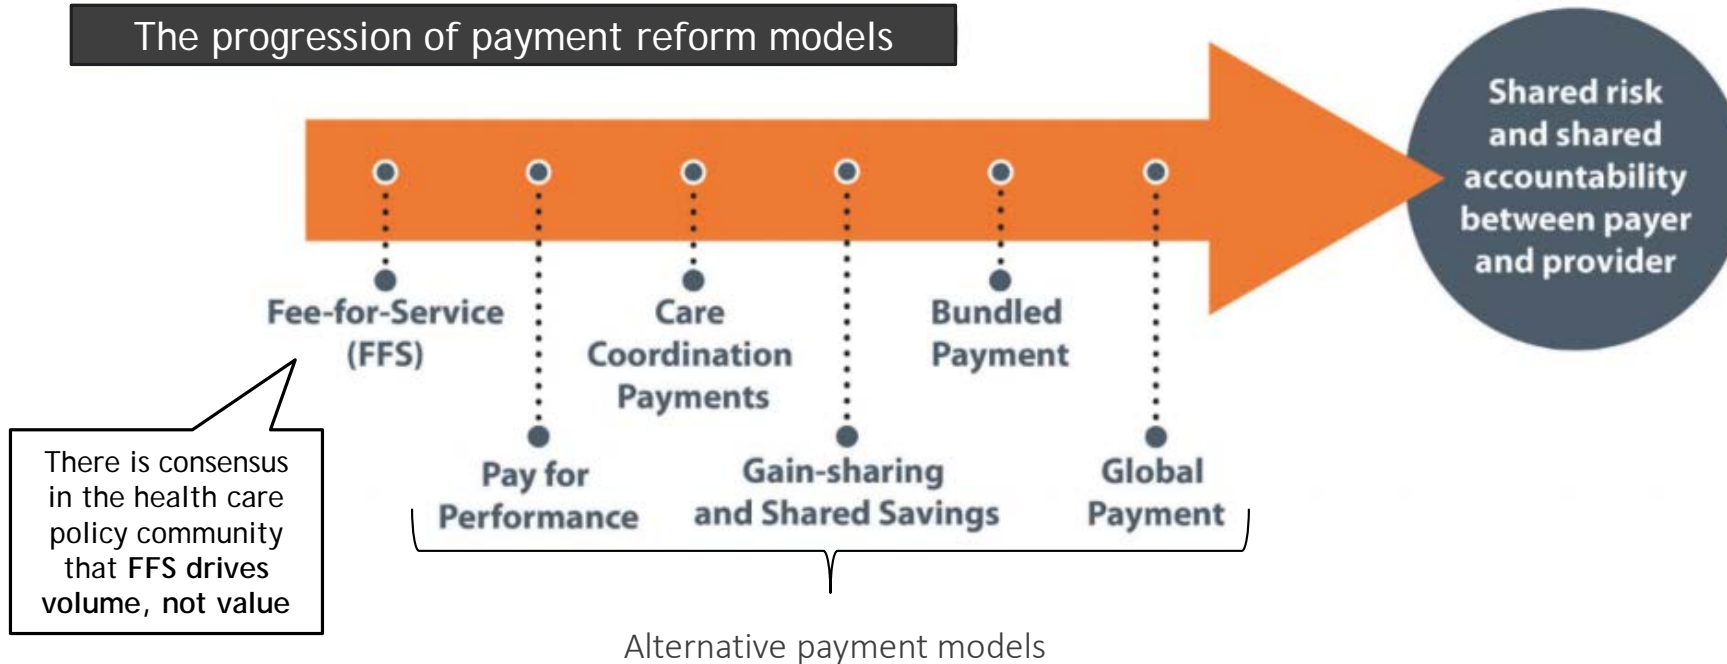 The progression of payment reform models
Shared risk
and shared
accountability
between payer
and provider
Fee-for-Service
(FFS)
Care
Coordination
Payments
Bundled
Payment
There is consensus
in the health care
policy community
that FFS drives
volume, not value
Pay for
Performance
Gain-sharing
and Shared Savings
Global
Payment
Alternative payment models